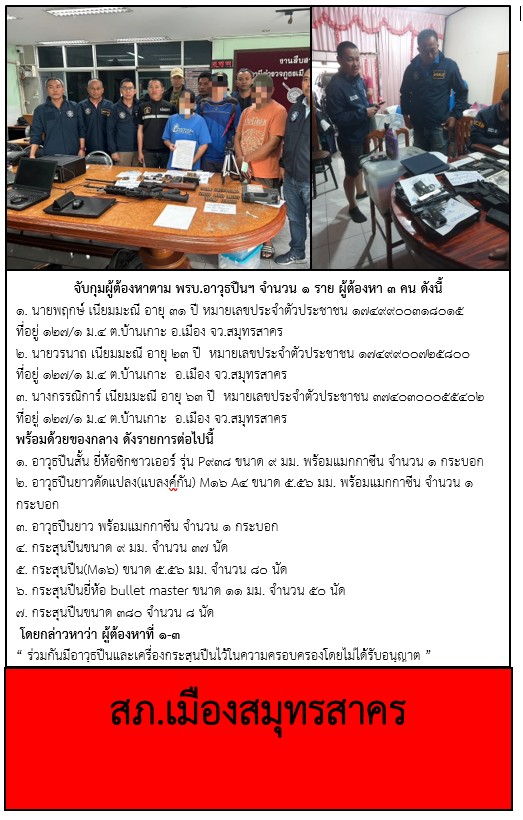 งานสืบส
จับกุมผู้ต้องหาตาม พรบ.อาวุธปืนฯ จำนวน ๑ ราย ผู้ต้องหา ๓ คน ดังนี้
๑. นายพฤกษ์ เนียมมะณี อายุ ๓๑ ปี หมายเลขประจำตัวประชาชน ๑๗๔๙๙๐๐๓๑๘๐๑๕
ที่อยู่ ๑๒๗/๑ ม.๔ ต.บ้านเกาะ อ.เมือง จว.สมุทรสาคร
๒. นายวรนาถ เนียมมะณี อายุ ๒๓ ปี หมายเลขประจำตัวประชาชน ๑๗๔๙๙๐๐๗๒๕๘๐๐
ที่อยู่ ๑๒๗/๑ ม.๔ ต.บ้านเกาะ อ.เมือง จว.สมุทรสาคร
๓. นางกรรณิการ์ เนียมมะณี อายุ ๖๓ ปี หมายเลขประจำตัวประชาชน ๓๗๔๐๓๐๐๐๕๕๔๐๒
ที่อยู่ ๑๒๗/๑ ม.๔ ต.บ้านเกาะ อ.เมือง จว.สมุทรสาคร
พร้อมด้วยของกลาง ดังรายการต่อไปนี้
๑. อาวุธปืนสั้น ยี่ห้อซิกซาวเออร์ รุ่น P๙๓๘ ขนาด ๙ มม. พร้อมแมกกาซีน จำนวน ๑ กระบอก
๒. อาวุธปืนยาวดัดแปลง(แบลงค์กัน) M๑๖ A๔ ขนาด ๕.๕๖ มม. พร้อมแมกกาซีน จำนวน ๑
กระบอก
๓. อาวุธปืนยาว พร้อมแมกกาซีน จำนวน ๑ กระบอก
๔. กระสุนปืนขนาด ๙ มม. จำนวน ๓๗ นัด
๕. กระสุนปืน(M๑๖) ขนาด ๕.๕๖ มม. จำนวน ๘๐ นัด
๖. กระสุนปืนยี่ห้อ bullet master ขนาด ๑๑ มม. จำนวน ๕๐ นัด
๗. กระสุนปืนขนาด ๓๘๐ จำนวน ๘ นัด
โดยกล่าวหาว่า ผู้ต้องหาที่ ๑-๓
“ ร่วมกันมีอาวุธปืนและเครื่องกระสุนปืนไว้ในความครอบครองโดยไม่ได้รับอนุญาต ”
สภ.เมืองสมุทรสาคร